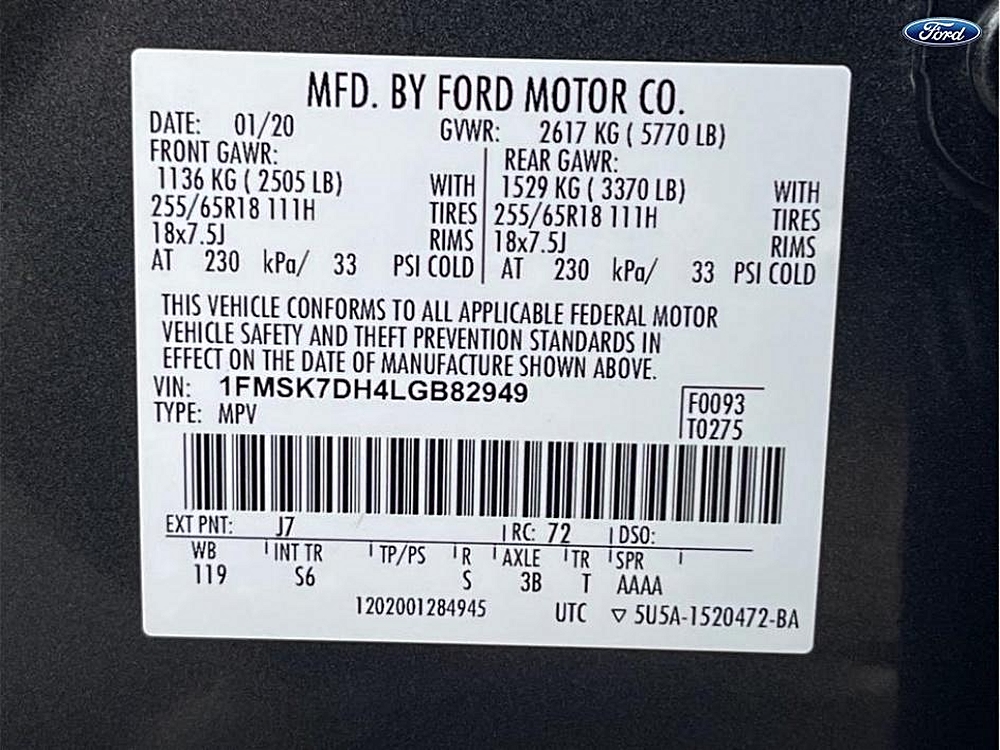 Ford
MFD. BY FORD MOTOR CO.
DATE: 01/20 GVWR: 2617 KG ( 5770 LB)
FRONT GAWR: REAR GAWR:
1136 KG ( 2505 LB) WITH 1529 KG ( 3370 LB) WITH
255/65R18 111H TIRES 255/65R18 111H TIRES
18x7.5J RIMS 18x7.5J RIMS
AT 230 kPa/ 33 PSI COLD AT 230 kPa/ 33 PSI COLD
THIS VEHICLE CONFORMS TO ALL APPLICABLE FEDERAL MOTOR
VEHICLE SAFETY AND THEFT PREVENTION STANDARDS IN
EFFECT ON THE DATE OF MANUFACTURE SHOWN ABOVE.
VIN: 1FMSK7DH4LGB82949 F0093
TYPE: MPV T0275
EXT PNT: J7 RC: 72 DSO:
WB INT TR TP/PS R AXLE TR SPR
119 S6 S 3B T AAAA
1202001284945 UTC ▽ 5U5A-1520472-BA